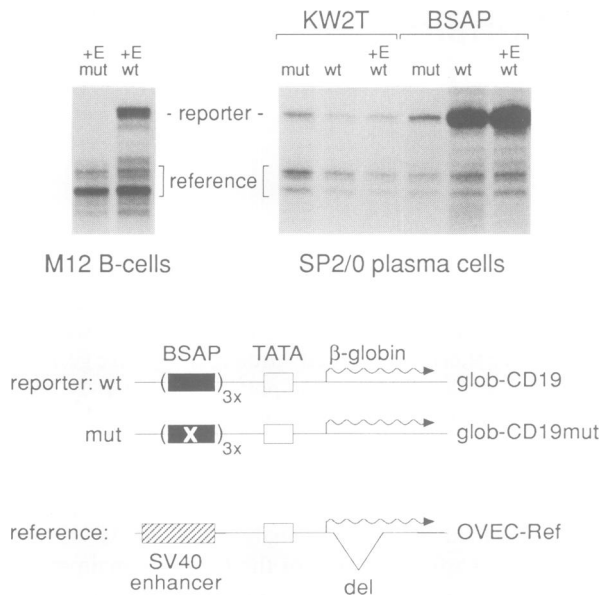 KW2T BSAP
+E +E
mut wt
+E
mut wt wt
+E
mut wt wt
- reporter -
reference
M12 B-cells
SP2/0 plasma cells
BSAP TATA β-globin
reporter: wt ( ) 3x glob-CD19
mut ( X ) 3x glob-CD19mut
reference: OVEC-Ref
SV40
enhancer
del